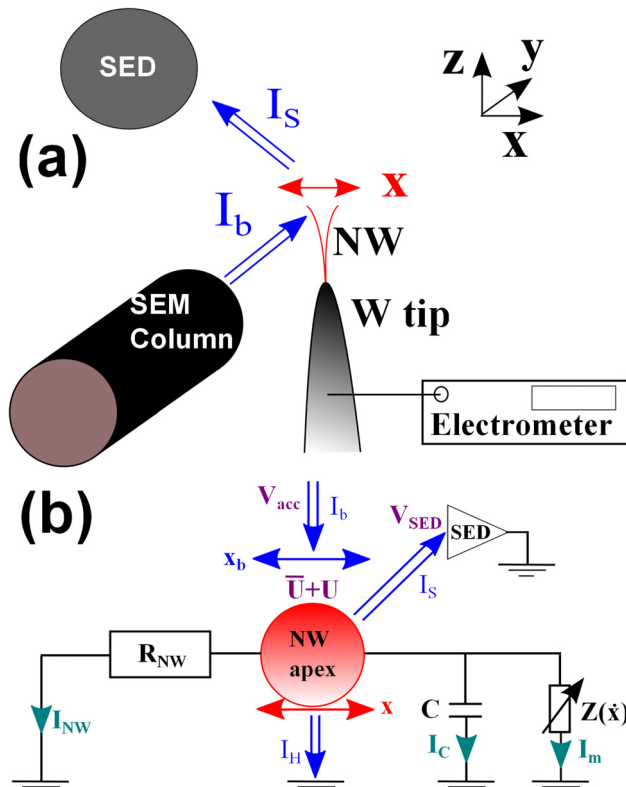 SED
z
y
x
(a)
I_S
x
I_b
NW
SEM
Column
W tip
Electrometer
(b)
V_acc
I_b
V_SED
SED
x_b
I_S
U̅+U
R_NW
NW
apex
x
C
Z(ẋ)
I_NW
I_H
I_C
I_m